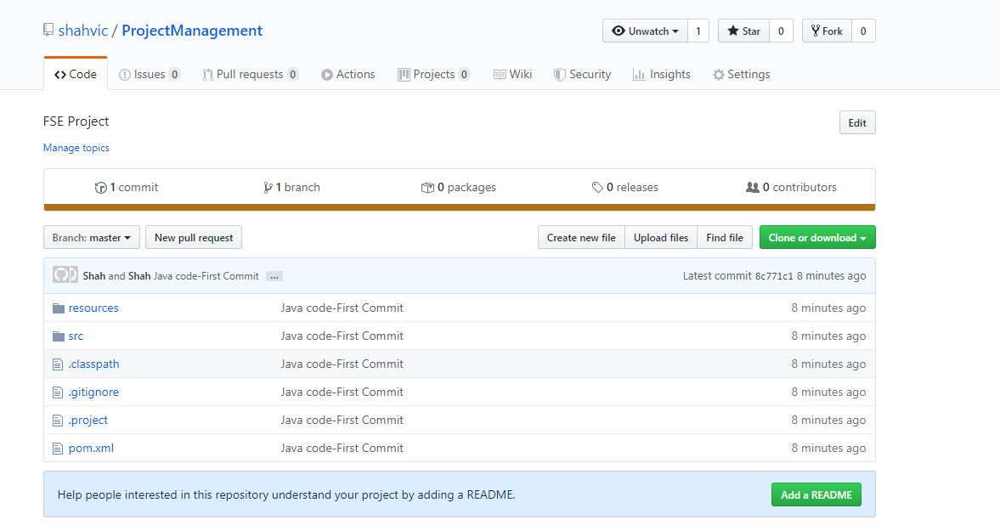 shahvic / ProjectManagement Unwatch 1 Star 0 Fork 0
Code Issues 0 Pull requests 0 Actions Projects 0 Wiki Security Insights Settings
FSE Project Edit
Manage topics
1 commit 1 branch 0 packages 0 releases 0 contributors
Branch: master New pull request Create new file Upload files Find file Clone or download
Shah and Shah Java code-First Commit ... Latest commit 8c771c1 8 minutes ago
resources Java code-First Commit 8 minutes ago
src Java code-First Commit 8 minutes ago
.classpath Java code-First Commit 8 minutes ago
.gitignore Java code-First Commit 8 minutes ago
.project Java code-First Commit 8 minutes ago
pom.xml Java code-First Commit 8 minutes ago
Help people interested in this repository understand your project by adding a README. Add a README